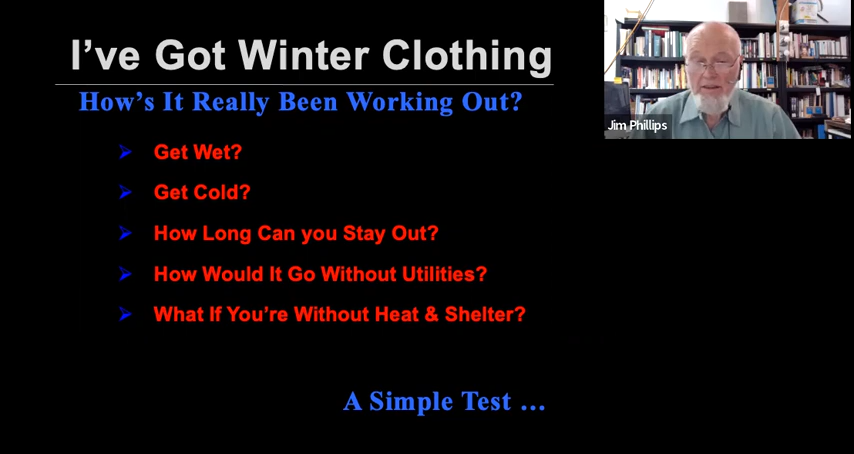 I’ve Got Winter Clothing
How’s It Really Been Working Out?
Get Wet?
Get Cold?
How Long Can you Stay Out?
How Would It Go Without Utilities?
What If You’re Without Heat & Shelter?
A Simple Test …
Jim Phillips